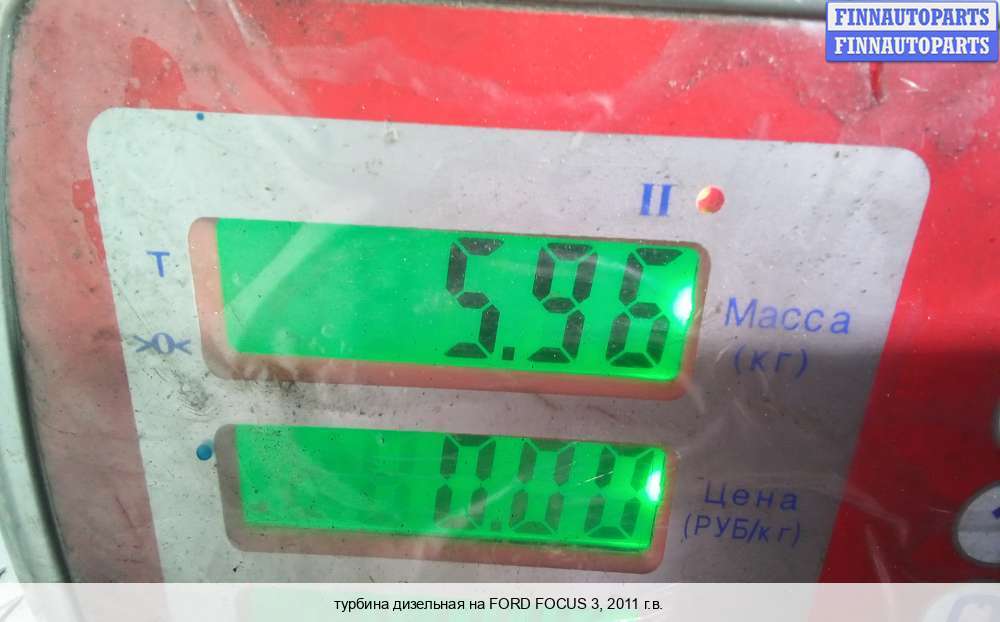 FINNAUTOPARTS
FINNAUTOPARTS
II
T
5.96
Масса
(кг)
>0<
0.00
Цена
(РУБ/кг)
турбина дизельная на FORD FOCUS 3, 2011 г.в.